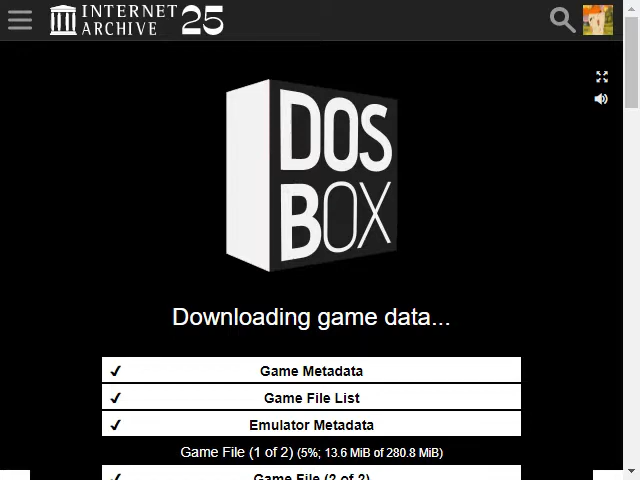 INTERNET
ARCHIVE
25
DOS
BOX
Downloading game data...
✔ Game Metadata
✔ Game File List
✔ Emulator Metadata
Game File (1 of 2) (5%; 13.6 MiB of 280.8 MiB)
✔ Game File (2 of 2)